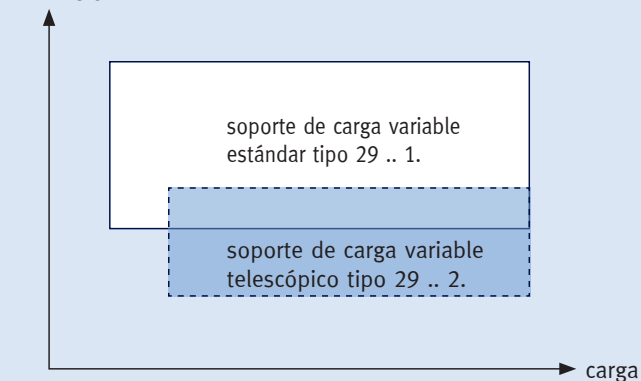 soporte de carga variable
estándar tipo 29 .. 1.
soporte de carga variable
telescópico tipo 29 .. 2.
carga